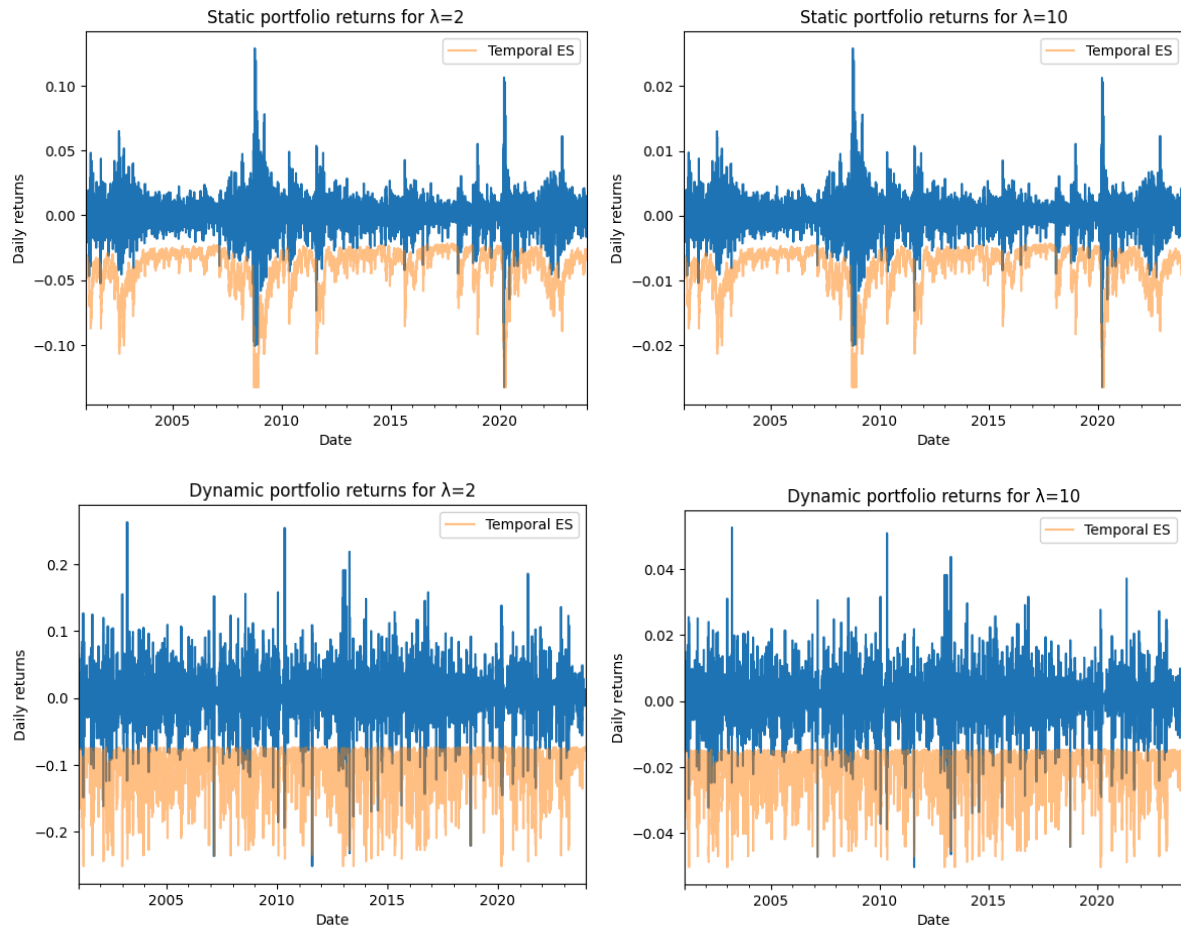 Static portfolio returns for λ=2
Temporal ES
0.10
0.05
0.00
−0.05
−0.10
Daily returns
2005
2010
2015
2020
Date
Static portfolio returns for λ=10
Temporal ES
0.02
0.01
0.00
−0.01
−0.02
Daily returns
2005
2010
2015
2020
Date
Dynamic portfolio returns for λ=2
Temporal ES
0.2
0.1
0.0
−0.1
−0.2
Daily returns
2005
2010
2015
2020
Date
Dynamic portfolio returns for λ=10
Temporal ES
0.04
0.02
0.00
−0.02
−0.04
Daily returns
2005
2010
2015
2020
Date